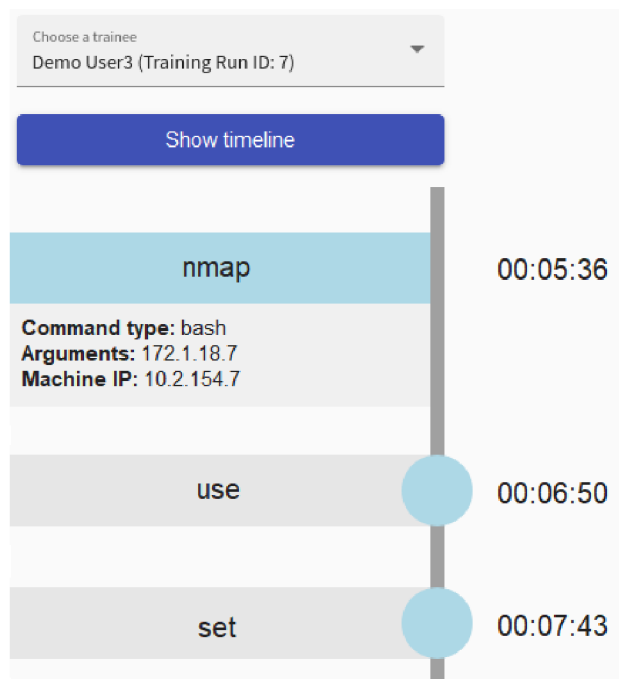 Choose a trainee
Demo User3 (Training Run ID: 7)
Show timeline
nmap
00:05:36
Command type: bash
Arguments: 172.1.18.7
Machine IP: 10.2.154.7
use
00:06:50
set
00:07:43